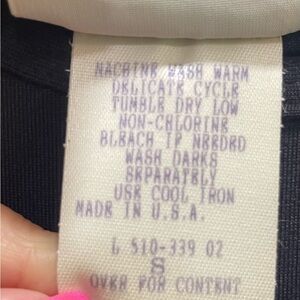 MACHINE WASH WARM
DELICATE CYCLE
TUMBLE DRY LOW
NON-CHLORINE
BLEACH IF NEEDED
WASH DARKS
SEPARATELY
USE COOL IRON
MADE IN U.S.A.
L 510-339 02
S
OVER FOR CONTENT